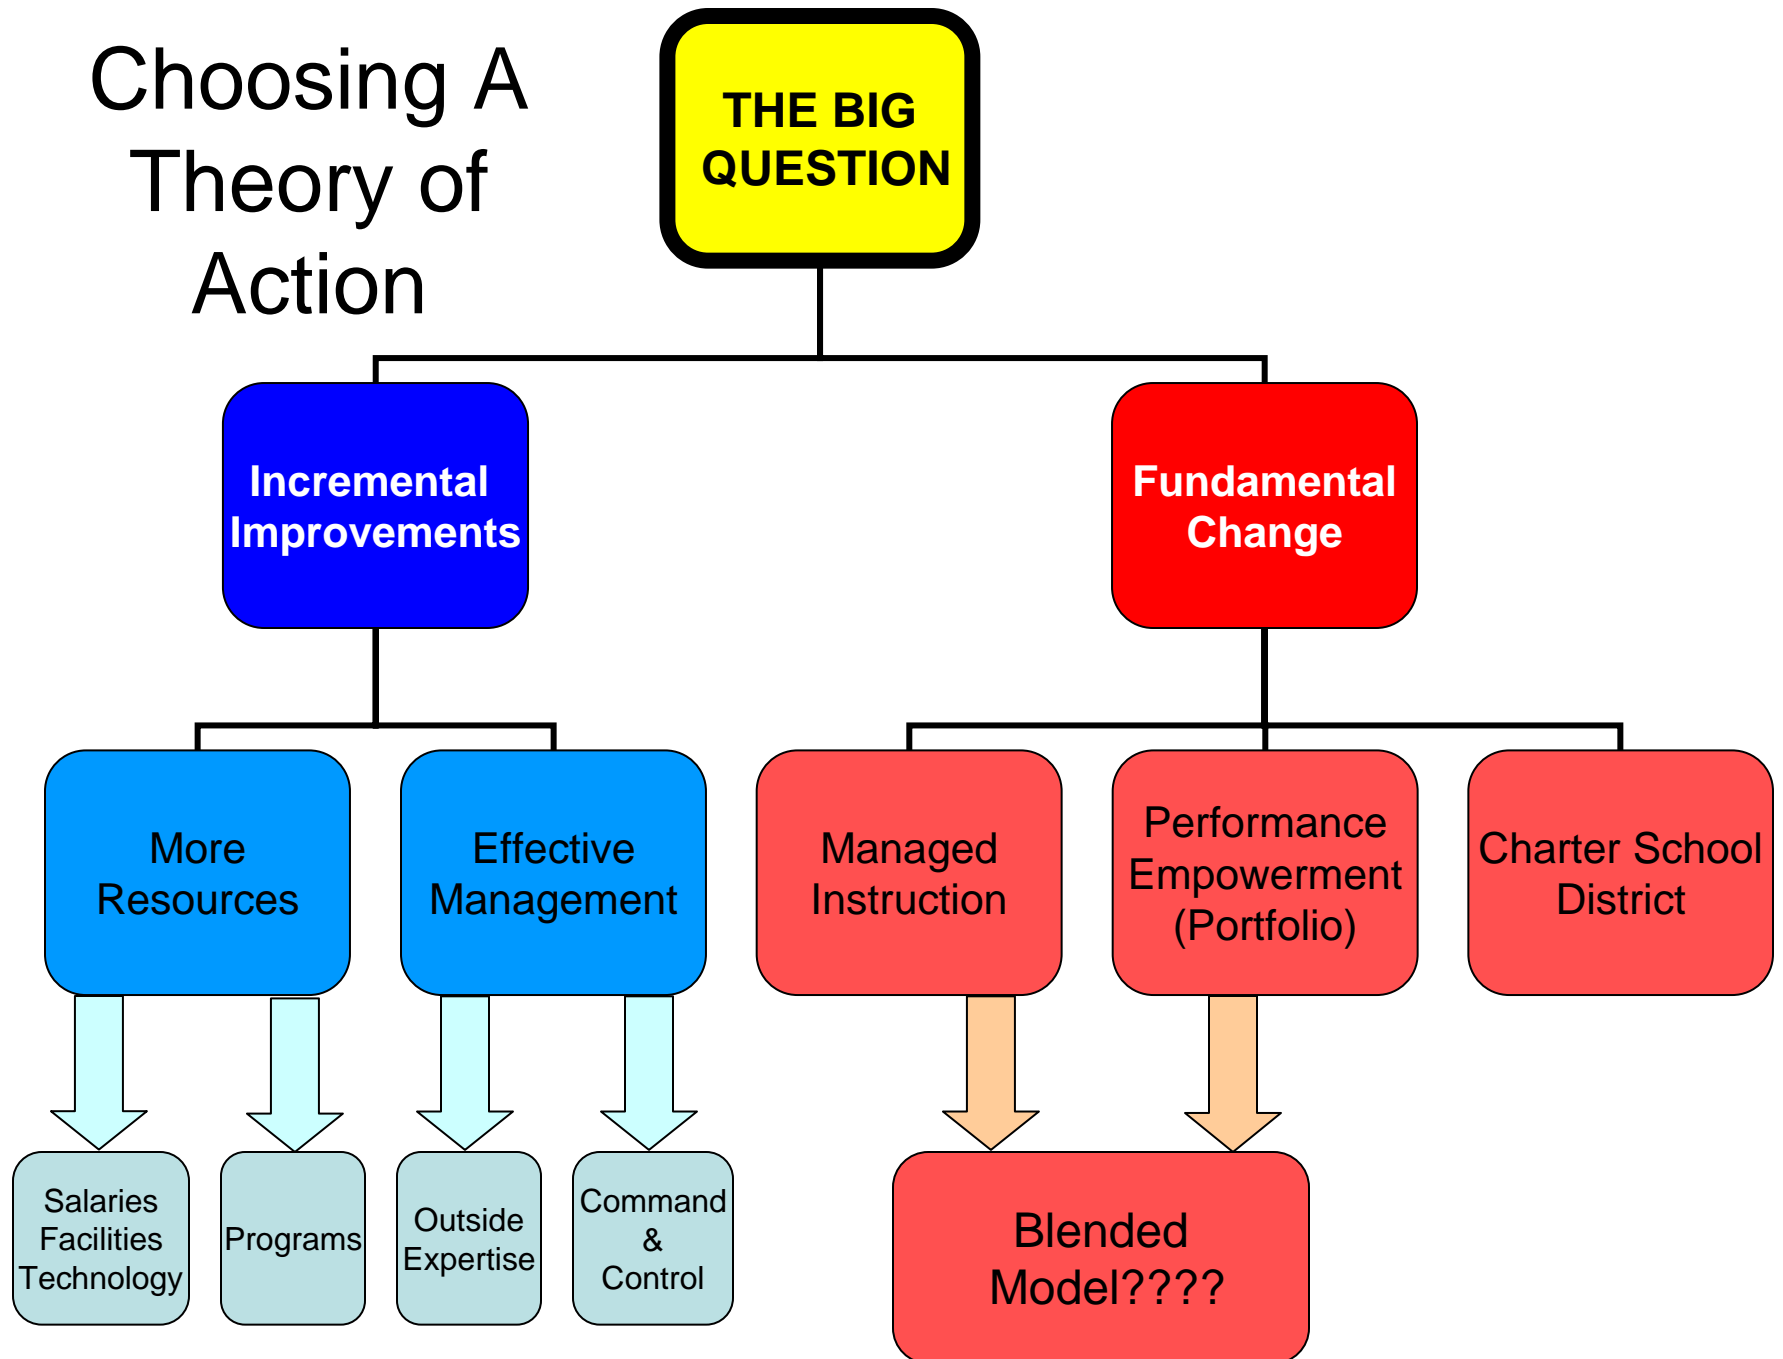 Choosing A
Theory of
Action
THE BIG
QUESTION
Incremental
Improvements
Fundamental
Change
More
Resources
Effective
Management
Managed
Instruction
Performance
Empowerment
(Portfolio)
Charter School
District
Salaries
Facilities
Technology
Programs
Outside
Expertise
Command
&
Control
Blended
Model????